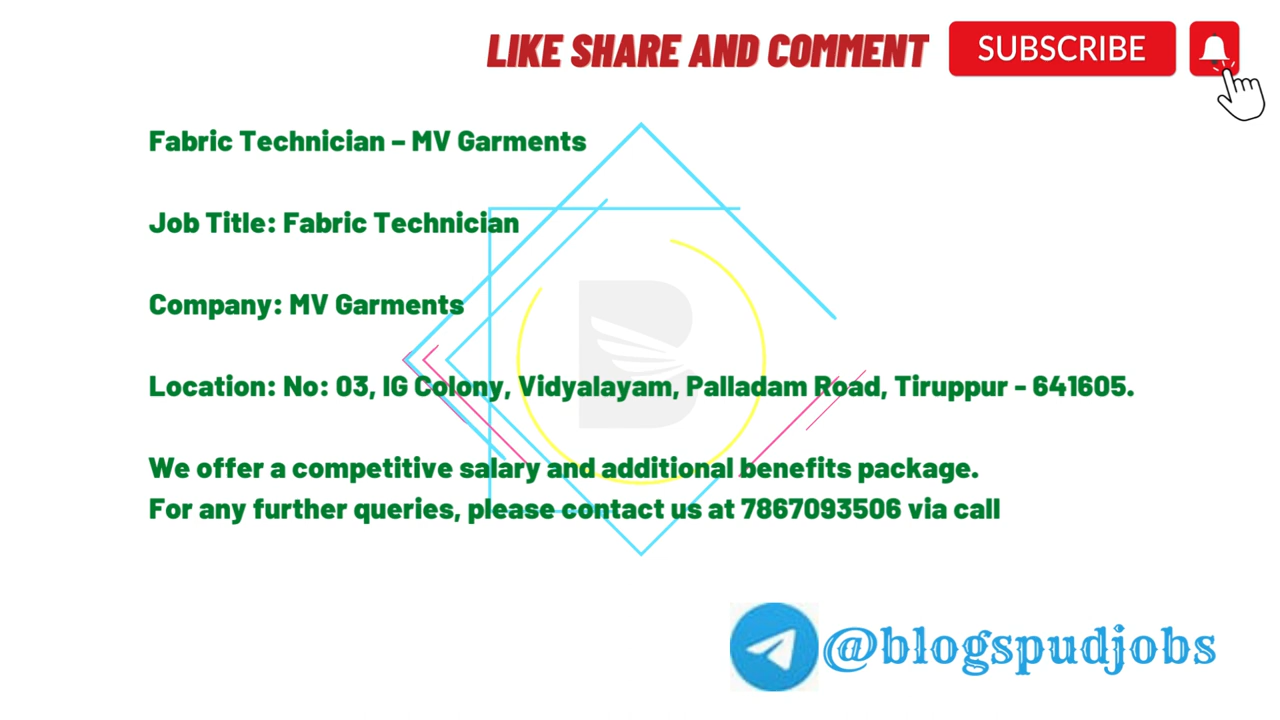 LIKE SHARE AND COMMENT
SUBSCRIBE
Fabric Technician – MV Garments
Job Title: Fabric Technician
Company: MV Garments
Location: No: 03, IG Colony, Vidyalayam, Palladam Road, Tiruppur - 641605.
We offer a competitive salary and additional benefits package.
For any further queries, please contact us at 7867093506 via call
@blogspudjobs